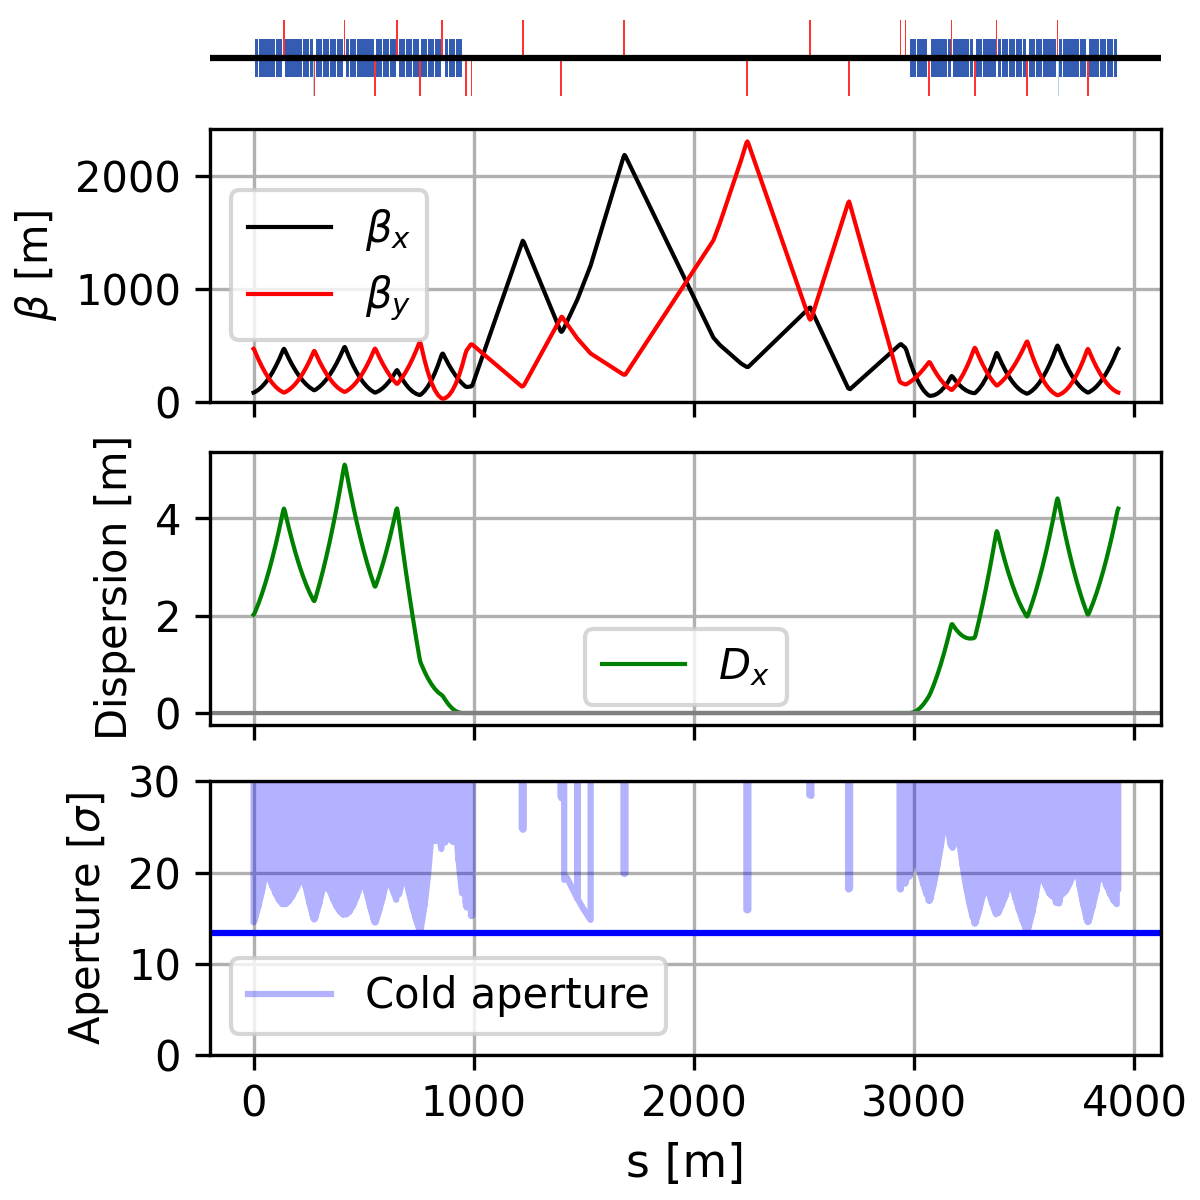 2000
1000
0
β [m]
βx
βy
4
2
0
Dispersion [m]
Dx
30
20
10
0
Aperture [σ]
Cold aperture
0 1000 2000 3000 4000
s [m]